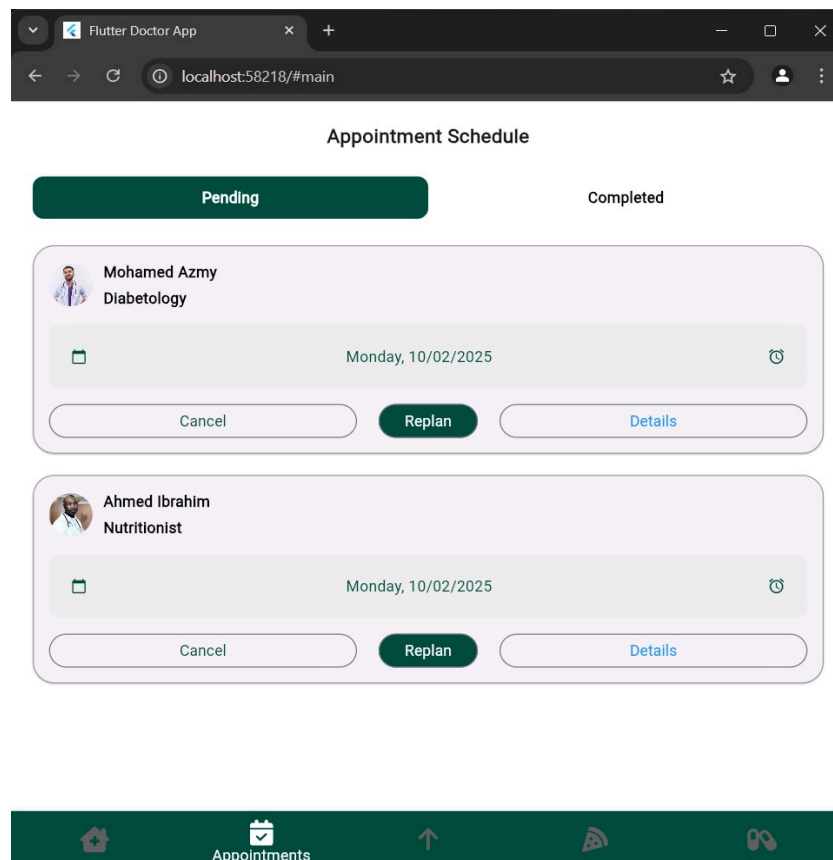 Flutter Doctor App
localhost:58218/#main
Appointment Schedule
Pending Completed
Mohamed Azmy
Diabetology
Monday, 10/02/2025
Cancel Replan Details
Ahmed Ibrahim
Nutritionist
Monday, 10/02/2025
Cancel Replan Details
Appointments